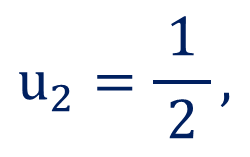 u₂ = 1/2,